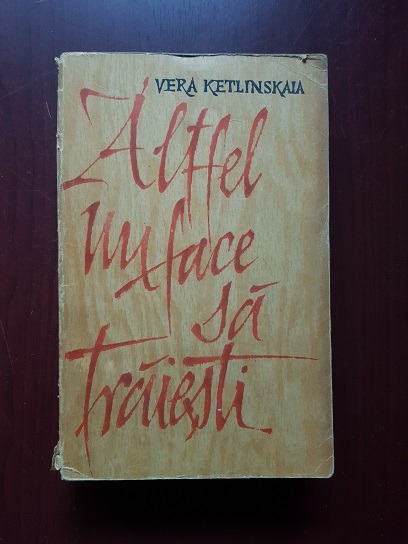 VERA KETLINSKAIA
Altfel
nu face
să
trăiești